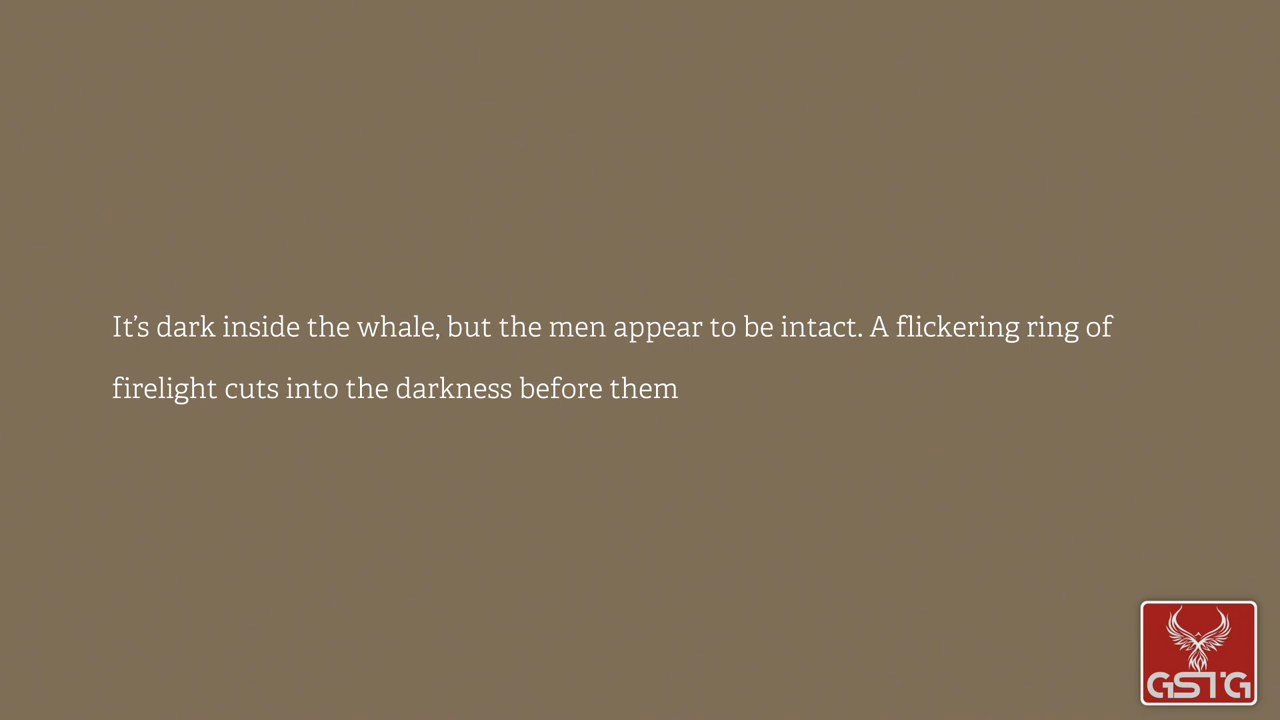 It’s dark inside the whale, but the men appear to be intact. A flickering ring of
firelight cuts into the darkness before them
GSTG